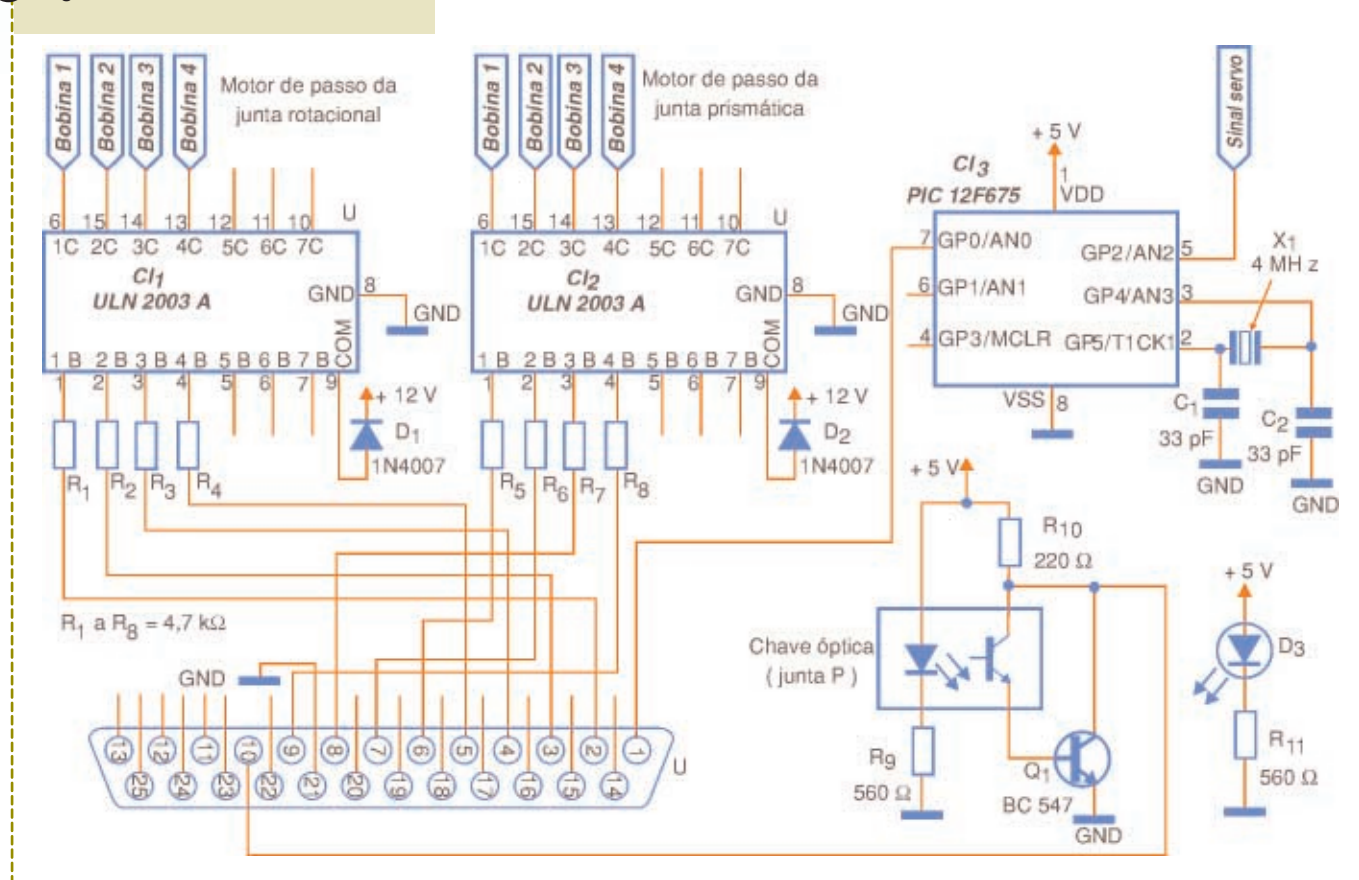 Bobina 1
Bobina 2
Bobina 3
Bobina 4
Motor de passo da
junta rotacional
Bobina 1
Bobina 2
Bobina 3
Bobina 4
Motor de passo da
junta prismática
Sinal servo
6 15 14 13 12 11 10 U
1C 2C 3C 4C 5C 6C 7C
CI1
ULN 2003 A
GND 8
GND
COM
1 B 2 B 3 B 4 B 5 B 6 B 7 B
1 2 3 4 5 6 7 9
+ 12 V
D1
1N4007
R1 R2 R3 R4
6 15 14 13 12 11 10 U
1C 2C 3C 4C 5C 6C 7C
CI2
ULN 2003 A
GND 8
GND
COM
1 B 2 B 3 B 4 B 5 B 6 B 7 B
1 2 3 4 5 6 7 9
+ 12 V
D2
1N4007
R5 R6 R7 R8
+ 5 V
CI3
PIC 12F675
1
VDD
7 GP0/AN0
6 GP1/AN1
4 GP3/MCLR
GP2/AN2 5
GP4/AN3 3
GP5/T1CK1 2
VSS 8
X1
4 MH z
C1
33 pF
GND
C2
33 pF
GND
R1 a R8 = 4,7 kΩ
GND
13 12 11 10 9 8 7 6 5 4 3 2 1 U
25 24 23 22 21 20 19 18 17 16 15 14
+ 5 V
R10
220 Ω
Chave óptica
( junta P )
R9
560 Ω
Q1
BC 547
GND
+ 5 V
D3
R11
560 Ω